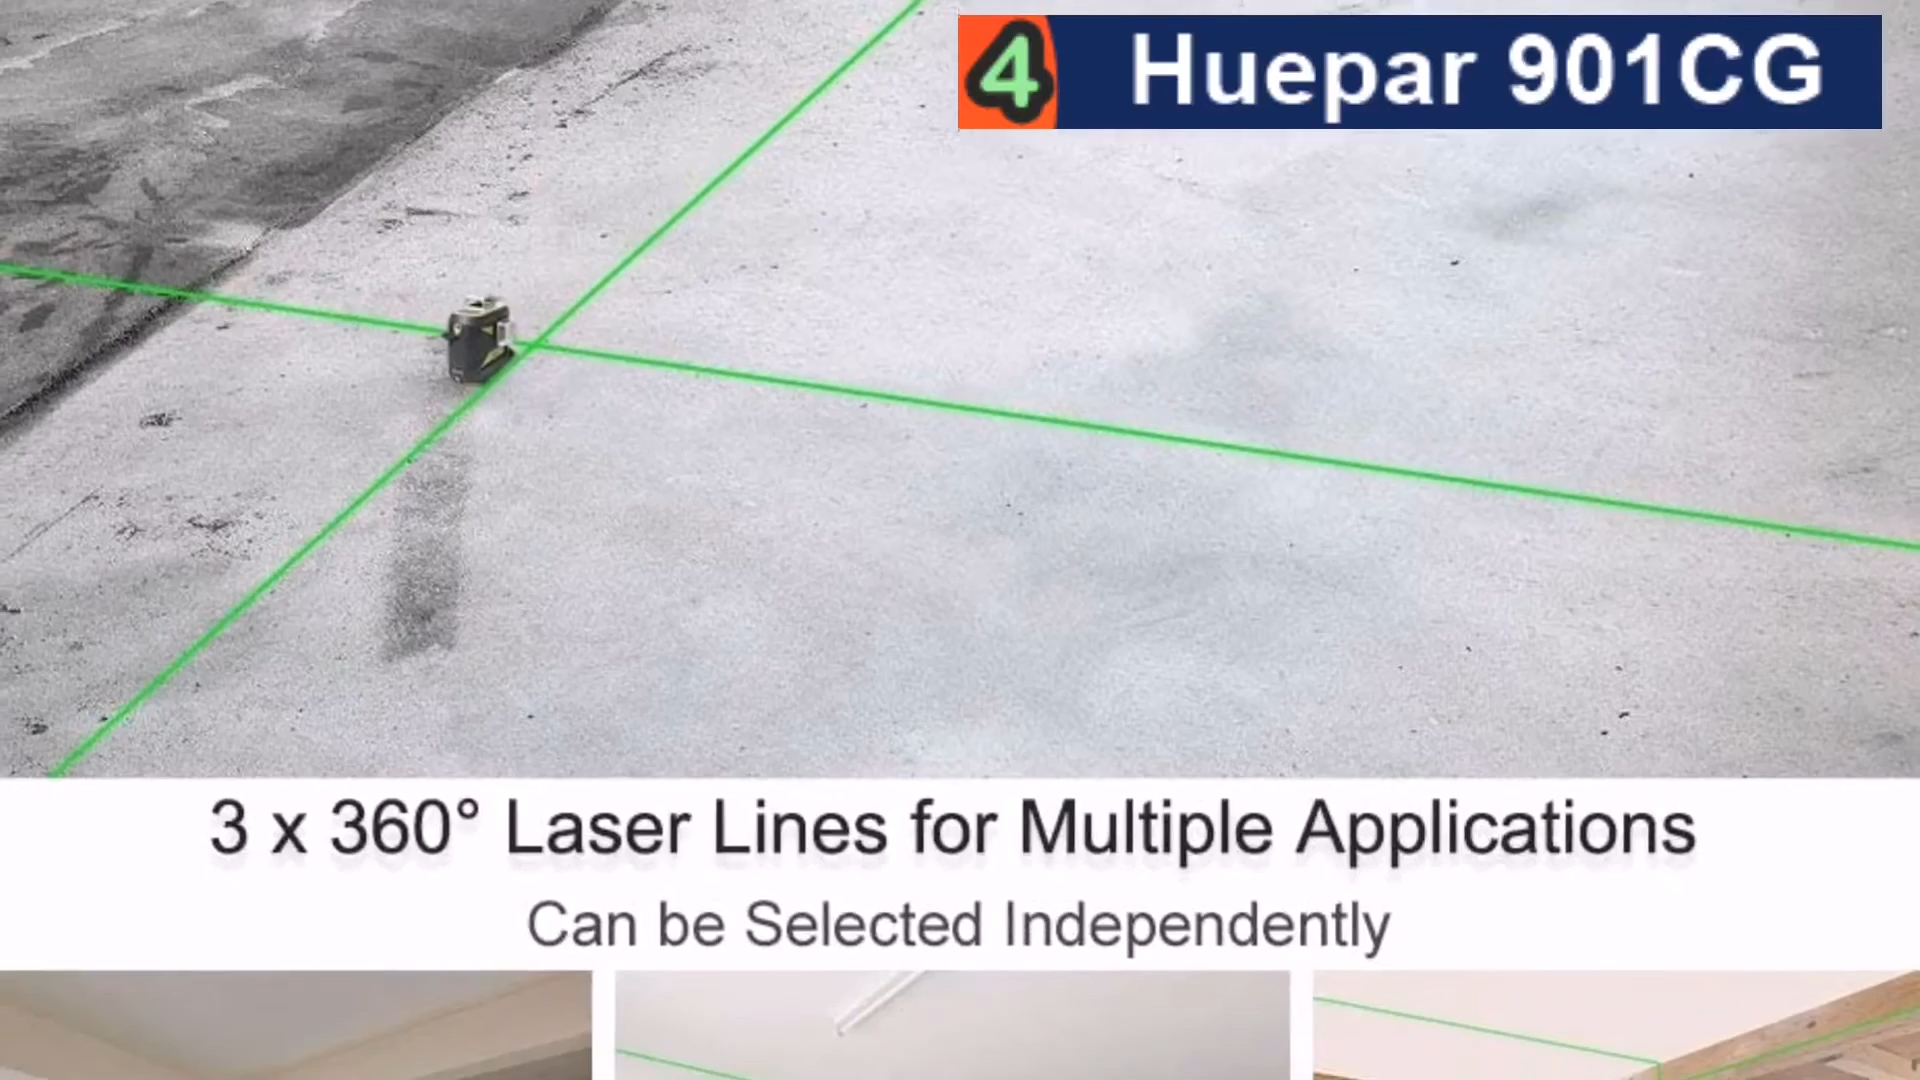 4 Huepar 901CG
3 x 360° Laser Lines for Multiple Applications
Can be Selected Independently